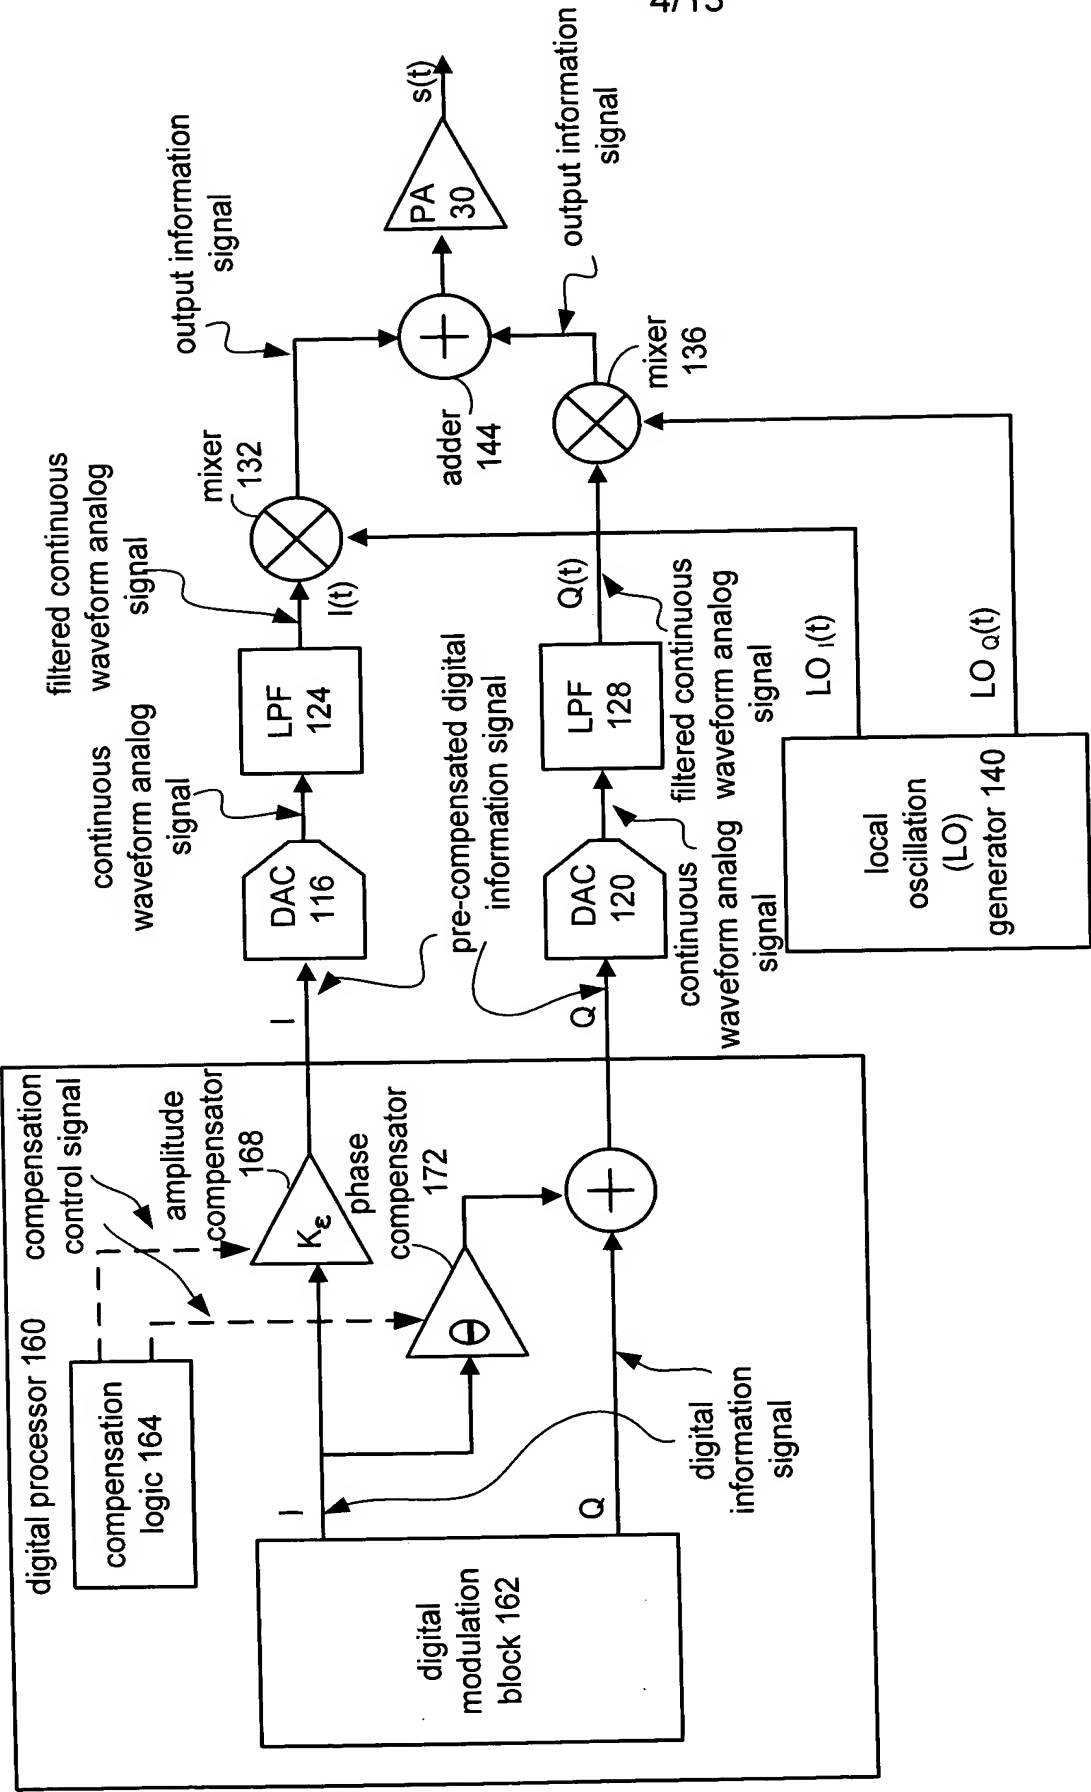 4/13
digital processor 160
compensation
control signal
compensation
logic 164
amplitude
compensator
168
Kε
phase
compensator
172
θ
digital
modulation
block 162
I
Q
digital
information
signal
I
Q
pre-compensated digital
information signal
DAC
116
DAC
120
continuous
waveform analog
signal
continuous
waveform analog
signal
LPF
124
LPF
128
filtered continuous
waveform analog
signal
filtered continuous
waveform analog
signal
I(t)
Q(t)
mixer
132
mixer
136
local
oscillation
(LO)
generator 140
LO I(t)
LO Q(t)
adder
144
output information
signal
output information
signal
PA
30
s(t)